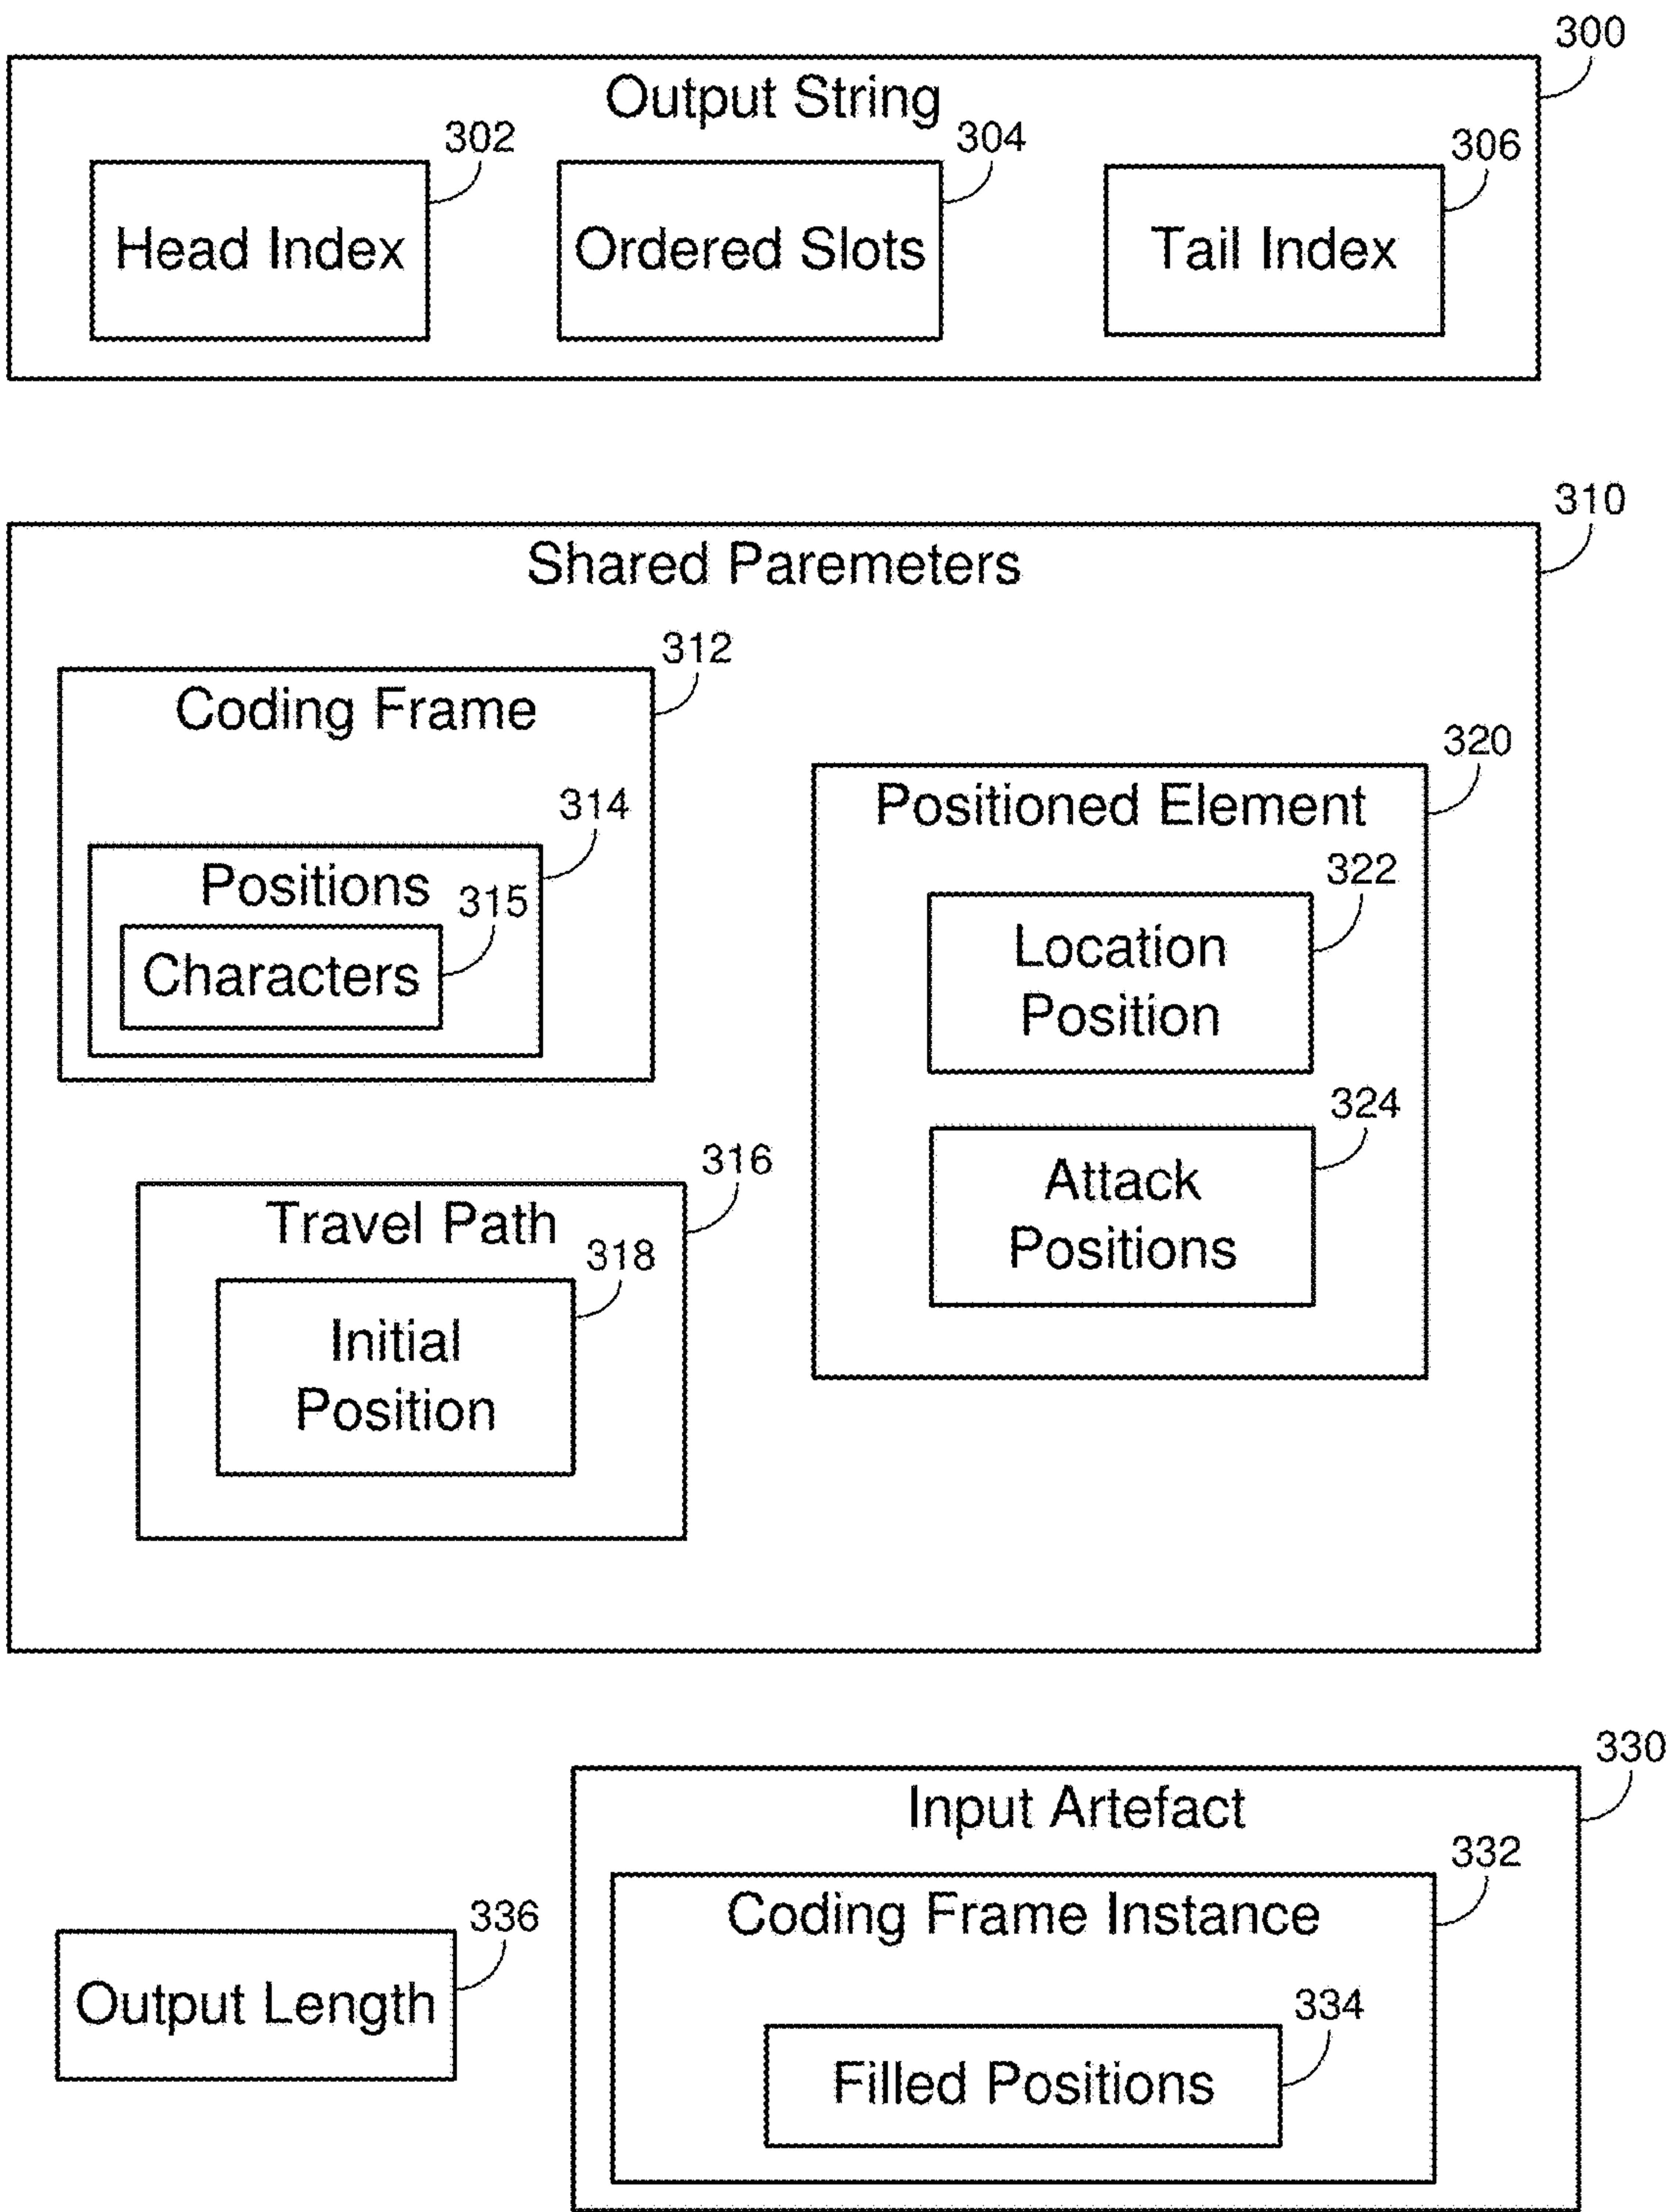 300
Output String
302
304
306
Head Index
Ordered Slots
Tail Index
310
Shared Paremeters
312
Coding Frame
320
314
Positioned Element
Positions
322
315
Location
Characters
Position
324
Attack
316
Positions
Travel Path
318
Initial
Position
330
Input Artefact
332
Coding Frame Instance
336
Output Length
334
Filled Positions